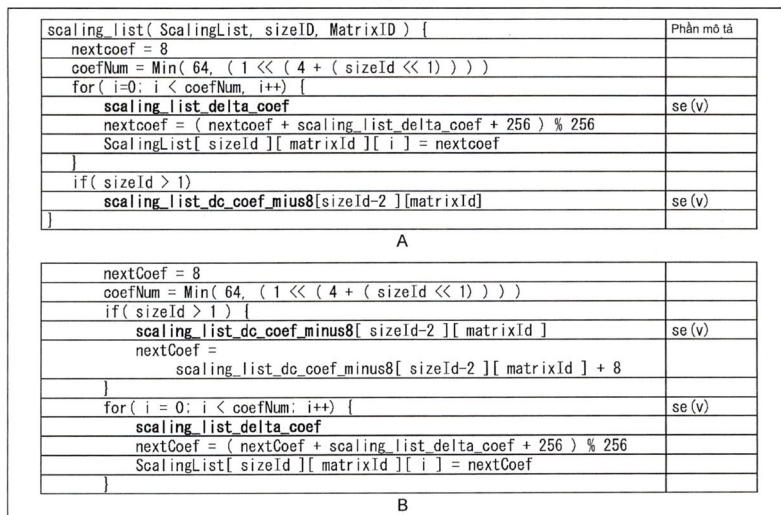 scaling_list( ScalingList, sizeID, MatrixID ) { Phần mô tả
nextcoef = 8
coefNum = Min( 64, ( 1 << ( 4 + ( sizeId << 1) ) ) )
for( i=0; i < coefNum, i++) {
scaling_list_delta_coef se(v)
nextcoef = ( nextcoef + scaling_list_delta_coef + 256 ) % 256
ScalingList[ sizeId ][ matrixId ][ i ] = nextcoef
}
if( sizeId > 1)
scaling_list_dc_coef_mius8[sizeId-2 ][matrixId] se(v)
}
A
nextCoef = 8
coefNum = Min( 64, ( 1 << ( 4 + ( sizeId << 1) ) ) )
if( sizeId > 1 ) {
scaling_list_dc_coef_minus8[ sizeId-2 ][ matrixId ] se(v)
nextCoef =
scaling_list_dc_coef_minus8[ sizeId-2 ][ matrixId ] + 8
}
for( i = 0; i < coefNum; i++) { se(v)
scaling_list_delta_coef
nextCoef = ( nextCoef + scaling_list_delta_coef + 256 ) % 256
ScalingList[ sizeId ][ matrixId ][ i ] = nextCoef
}
B